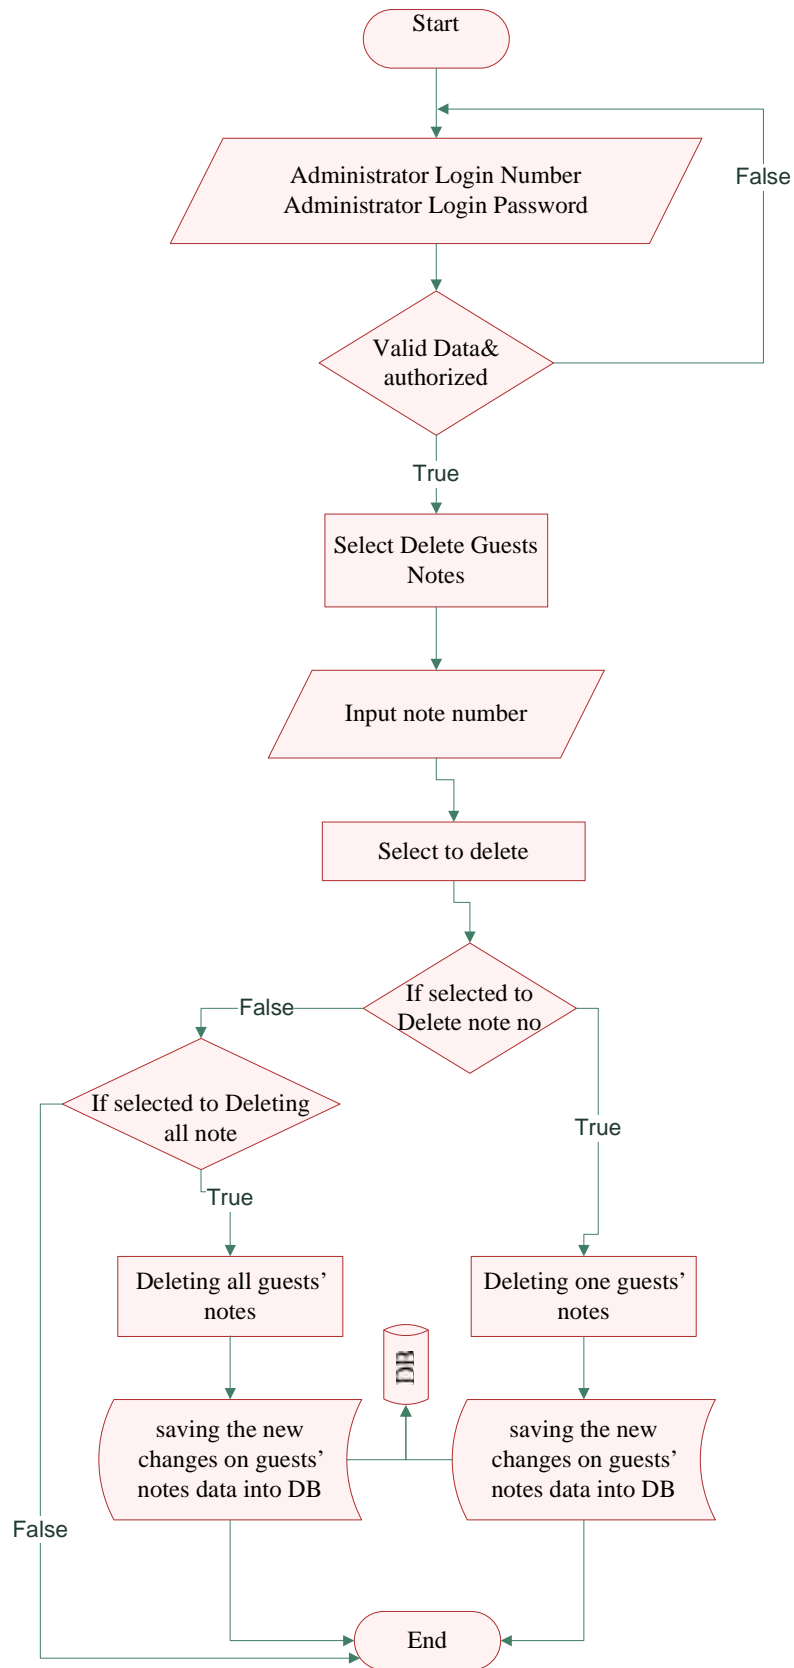 Start
Administrator Login Number
Administrator Login Password
False
Valid Data&
authorized
True
Select Delete Guests
Notes
Input note number
Select to delete
If selected to
Delete note no
False
If selected to Deleting
all note
True
True
Deleting all guests’
notes
Deleting one guests’
notes
DB
saving the new
changes on guests’
notes data into DB
saving the new
changes on guests’
notes data into DB
False
End